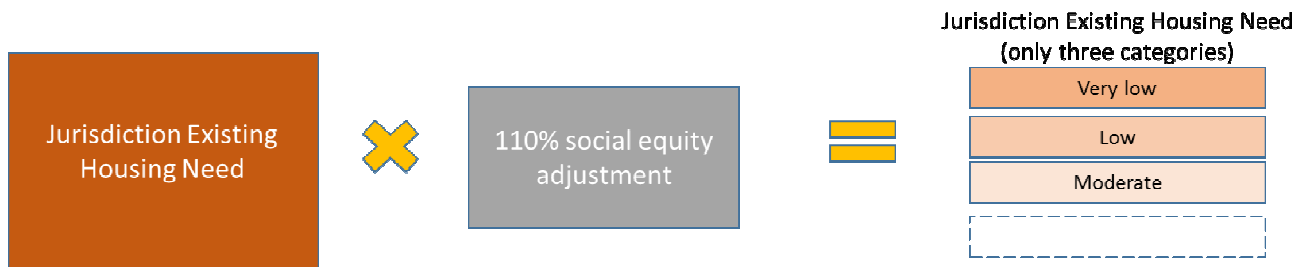 Jurisdiction Existing
Housing Need
110% social equity
adjustment
Jurisdiction Existing Housing Need
(only three categories)
Very low
Low
Moderate